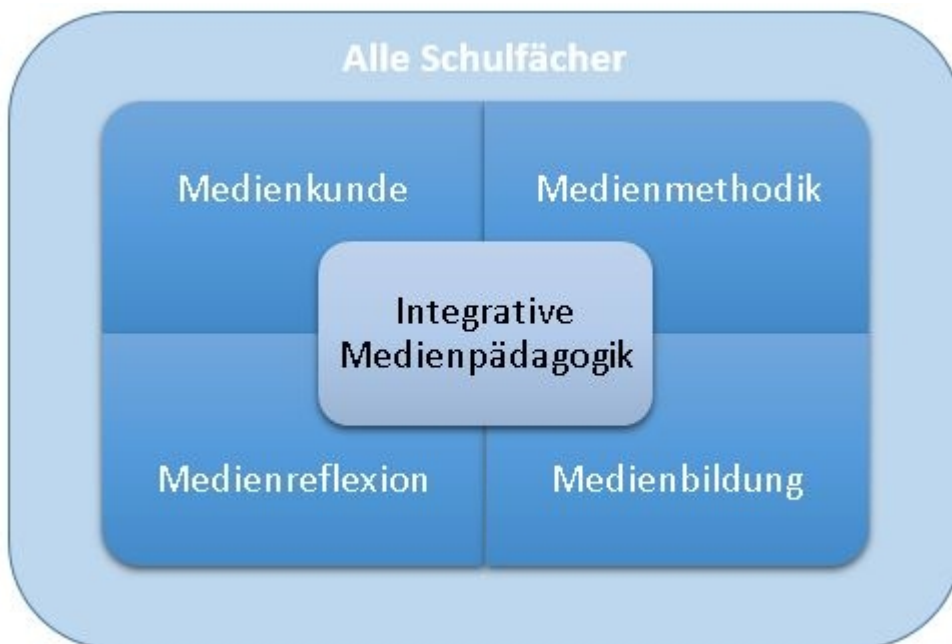 Alle Schulfächer
Medienkunde
Medienmethodik
Integrative
Medienpädagogik
Medienreflexion
Medienbildung